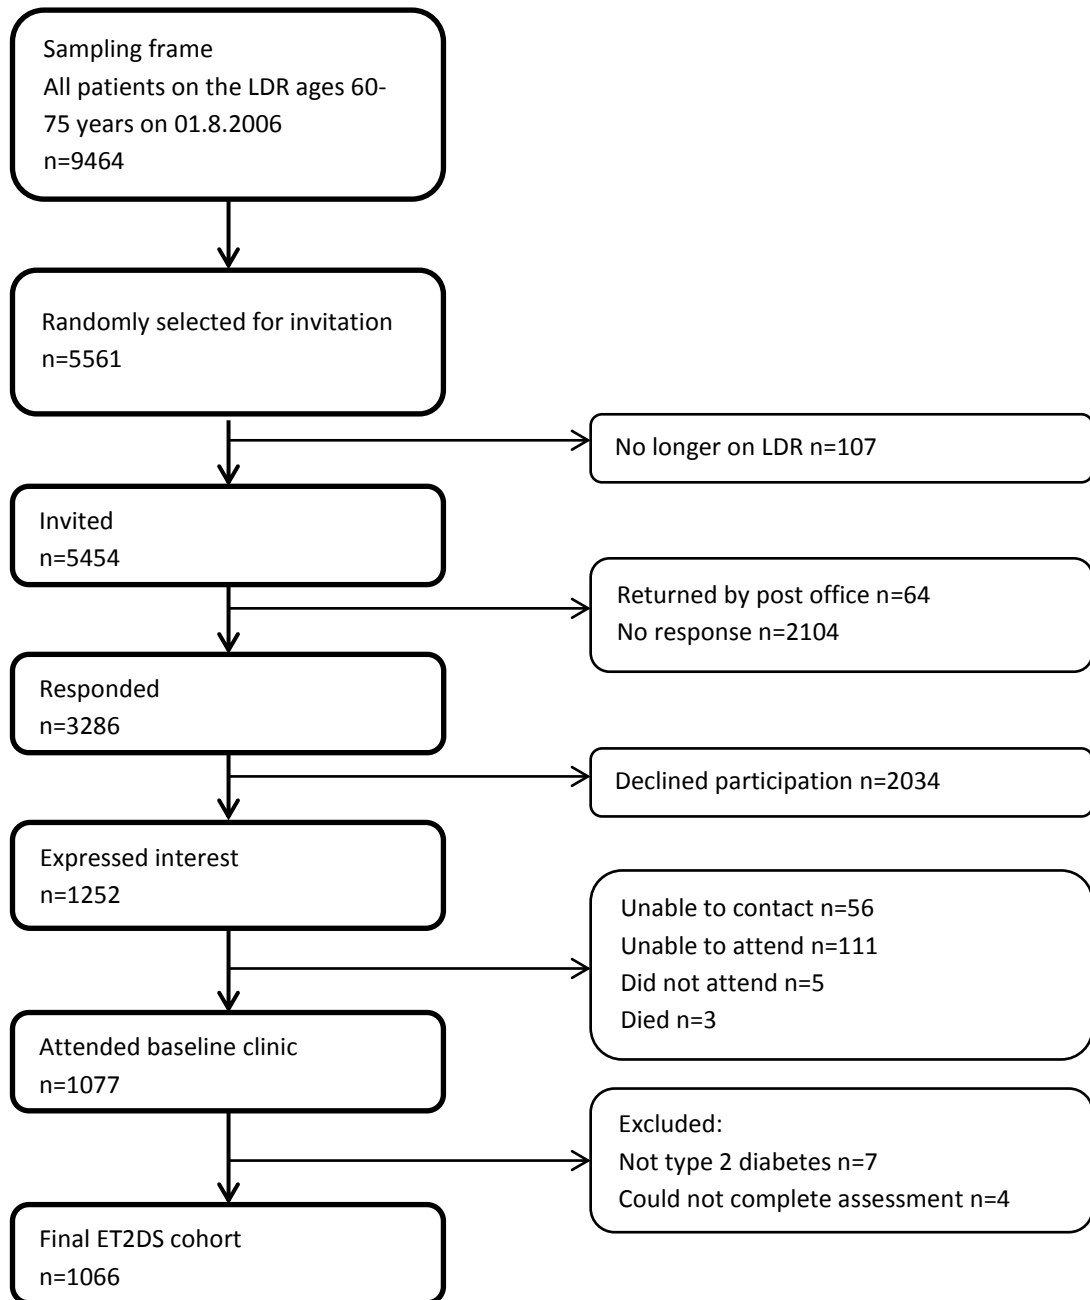 Sampling frame
All patients on the LDR ages 60-
75 years on 01.8.2006
n=9464
Randomly selected for invitation
n=5561
No longer on LDR n=107
Invited
n=5454
Returned by post office n=64
No response n=2104
Responded
n=3286
Declined participation n=2034
Expressed interest
n=1252
Unable to contact n=56
Unable to attend n=111
Did not attend n=5
Died n=3
Attended baseline clinic
n=1077
Excluded:
Not type 2 diabetes n=7
Could not complete assessment n=4
Final ET2DS cohort
n=1066